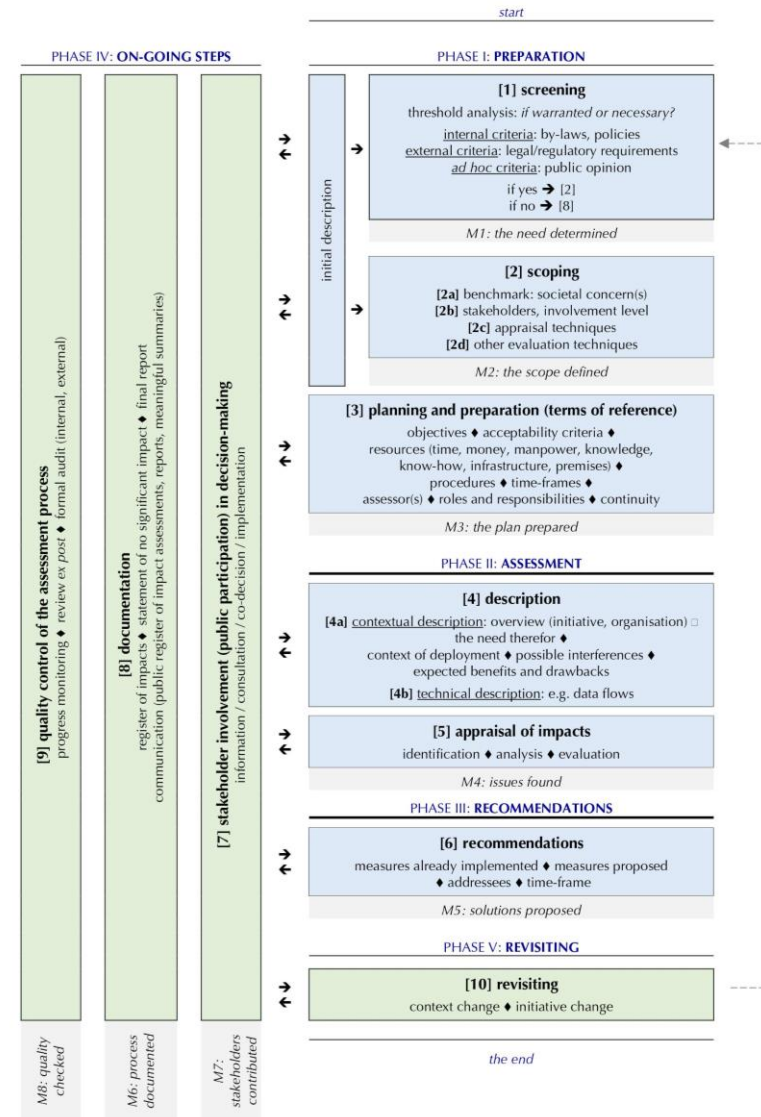 start
PHASE IV: ON-GOING STEPS
[9] quality control of the assessment process
progress monitoring ♦ review ex post ♦ formal audit (internal, external)
M8: quality
checked
[8] documentation
register of impacts ♦ statement of no significant impact ♦ final report
communication (public register of impact assessments, reports, meaningful summaries)
M6: process
documented
[7] stakeholder involvement (public participation) in decision-making
information / consultation / co-decision / implementation
M7:
stakeholders
contributed
PHASE I: PREPARATION
initial description
[1] screening
threshold analysis: if warranted or necessary?
internal criteria: by-laws, policies
external criteria: legal/regulatory requirements
ad hoc criteria: public opinion
if yes ➔ [2]
if no ➔ [8]
M1: the need determined
[2] scoping
[2a] benchmark: societal concern(s)
[2b] stakeholders, involvement level
[2c] appraisal techniques
[2d] other evaluation techniques
M2: the scope defined
[3] planning and preparation (terms of reference)
objectives ♦ acceptability criteria ♦
resources (time, money, manpower, knowledge,
know-how, infrastructure, premises) ♦
procedures ♦ time-frames ♦
assessor(s) ♦ roles and responsibilities ♦ continuity
M3: the plan prepared
PHASE II: ASSESSMENT
[4] description
[4a] contextual description: overview (initiative, organisation) □
the need therefor ♦
context of deployment ♦ possible interferences ♦
expected benefits and drawbacks
[4b] technical description: e.g. data flows
[5] appraisal of impacts
identification ♦ analysis ♦ evaluation
M4: issues found
PHASE III: RECOMMENDATIONS
[6] recommendations
measures already implemented ♦ measures proposed
♦ addressees ♦ time-frame
M5: solutions proposed
PHASE V: REVISITING
[10] revisiting
context change ♦ initiative change
the end